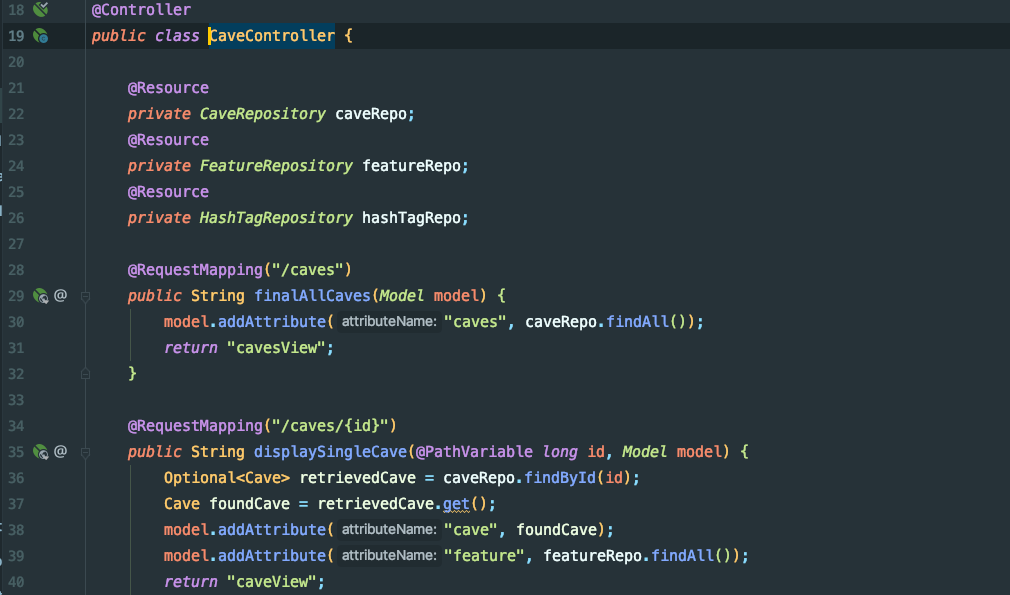 18 @Controller
19 public class CaveController {
20
21 @Resource
22 private CaveRepository caveRepo;
23 @Resource
24 private FeatureRepository featureRepo;
25 @Resource
26 private HashTagRepository hashTagRepo;
27
28 @RequestMapping("/caves")
29 @ public String finalAllCaves(Model model) {
30 model.addAttribute( attributeName: "caves", caveRepo.findAll());
31 return "cavesView";
32 }
33
34 @RequestMapping("/caves/{id}")
35 @ public String displaySingleCave(@PathVariable long id, Model model) {
36 Optional<Cave> retrievedCave = caveRepo.findById(id);
37 Cave foundCave = retrievedCave.get();
38 model.addAttribute( attributeName: "cave", foundCave);
39 model.addAttribute( attributeName: "feature", featureRepo.findAll());
40 return "caveView";